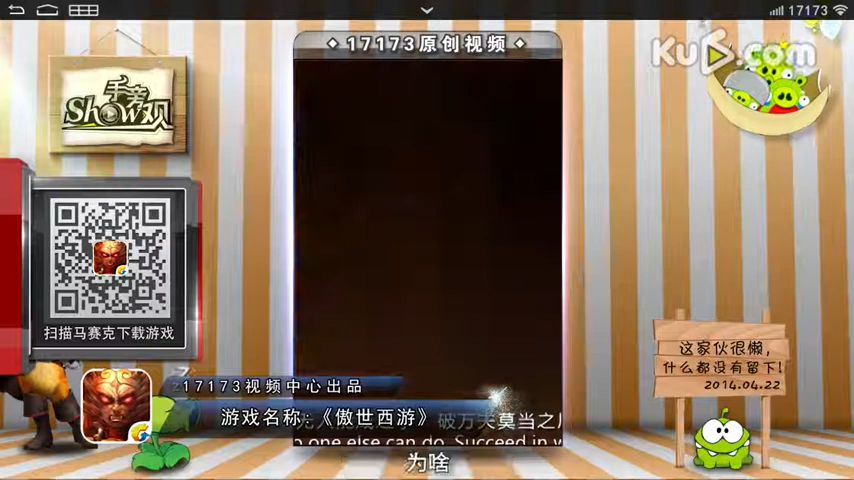 17173
17173原创视频
Ku6.com
手旁
Show观
扫描马赛克下载游戏
这家伙很懒，
什么都没有留下！
2014.04.22
17173视频中心出品
游戏名称：《傲世西游》
破万夫莫当之
one else can do. Succeed in
为啥